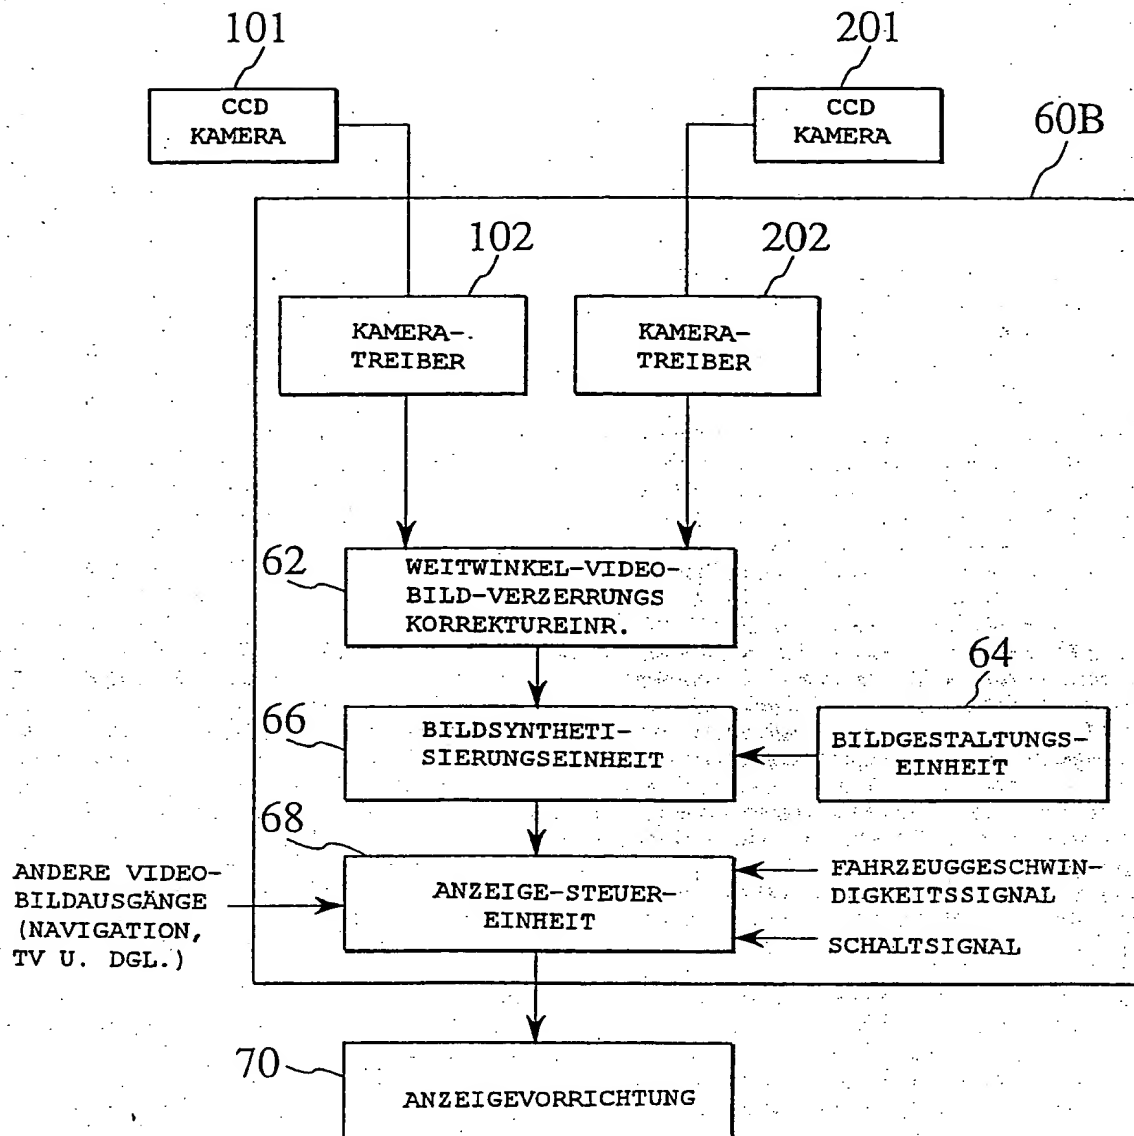 101
201
CCD
KAMERA
CCD
KAMERA
60B
102
202
KAMERA-
TREIBER
KAMERA-
TREIBER
62
WEITWINKEL-VIDEO-
BILD-VERZERRUNGS
KORREKTUREINR.
64
66
BILDSYNTHETI-
SIERUNGSEINHEIT
BILDGESTALTUNGS-
EINHEIT
68
ANDERE VIDEO-
BILDAUSGÄNGE
(NAVIGATION,
TV U. DGL.)
ANZEIGE-STEUER-
EINHEIT
FAHRZEUGGESCHWIN-
DIGKEITSSIGNAL
SCHALTSIGNAL
70
ANZEIGEVORRICHTUNG